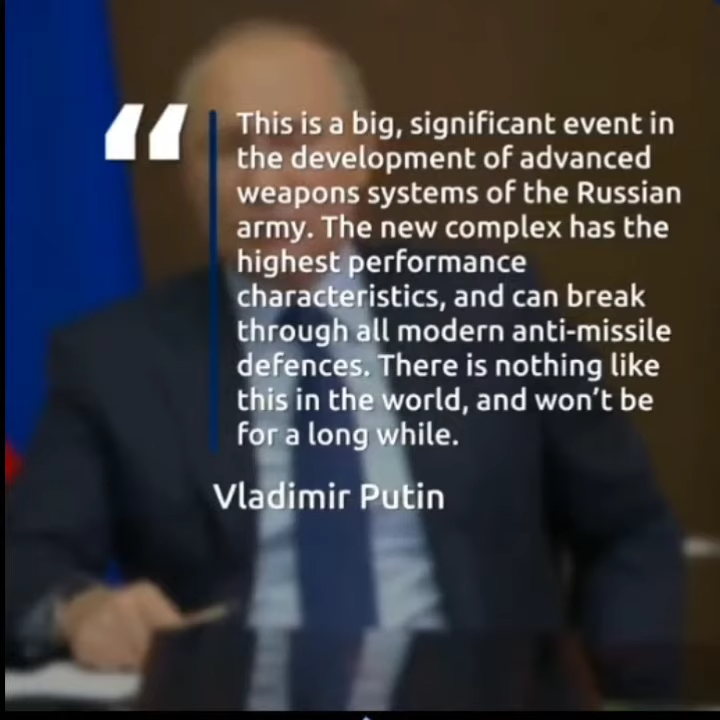 “
This is a big, significant event in
the development of advanced
weapons systems of the Russian
army. The new complex has the
highest performance
characteristics, and can break
through all modern anti-missile
defences. There is nothing like
this in the world, and won’t be
for a long while.
Vladimir Putin